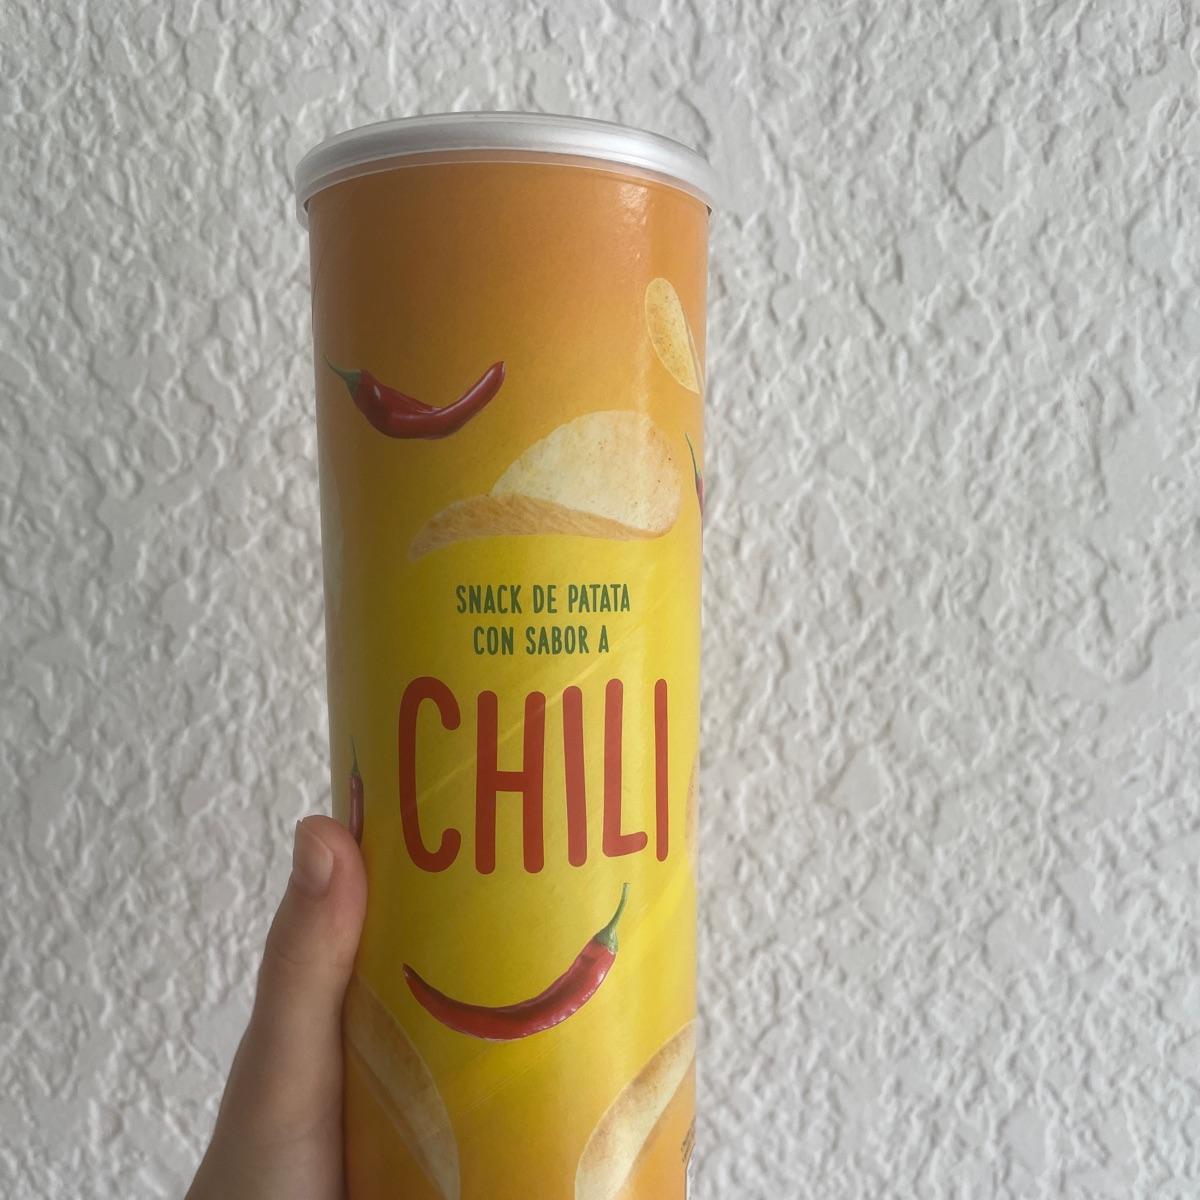 SNACK DE PATATA
CON SABOR A
CHILI